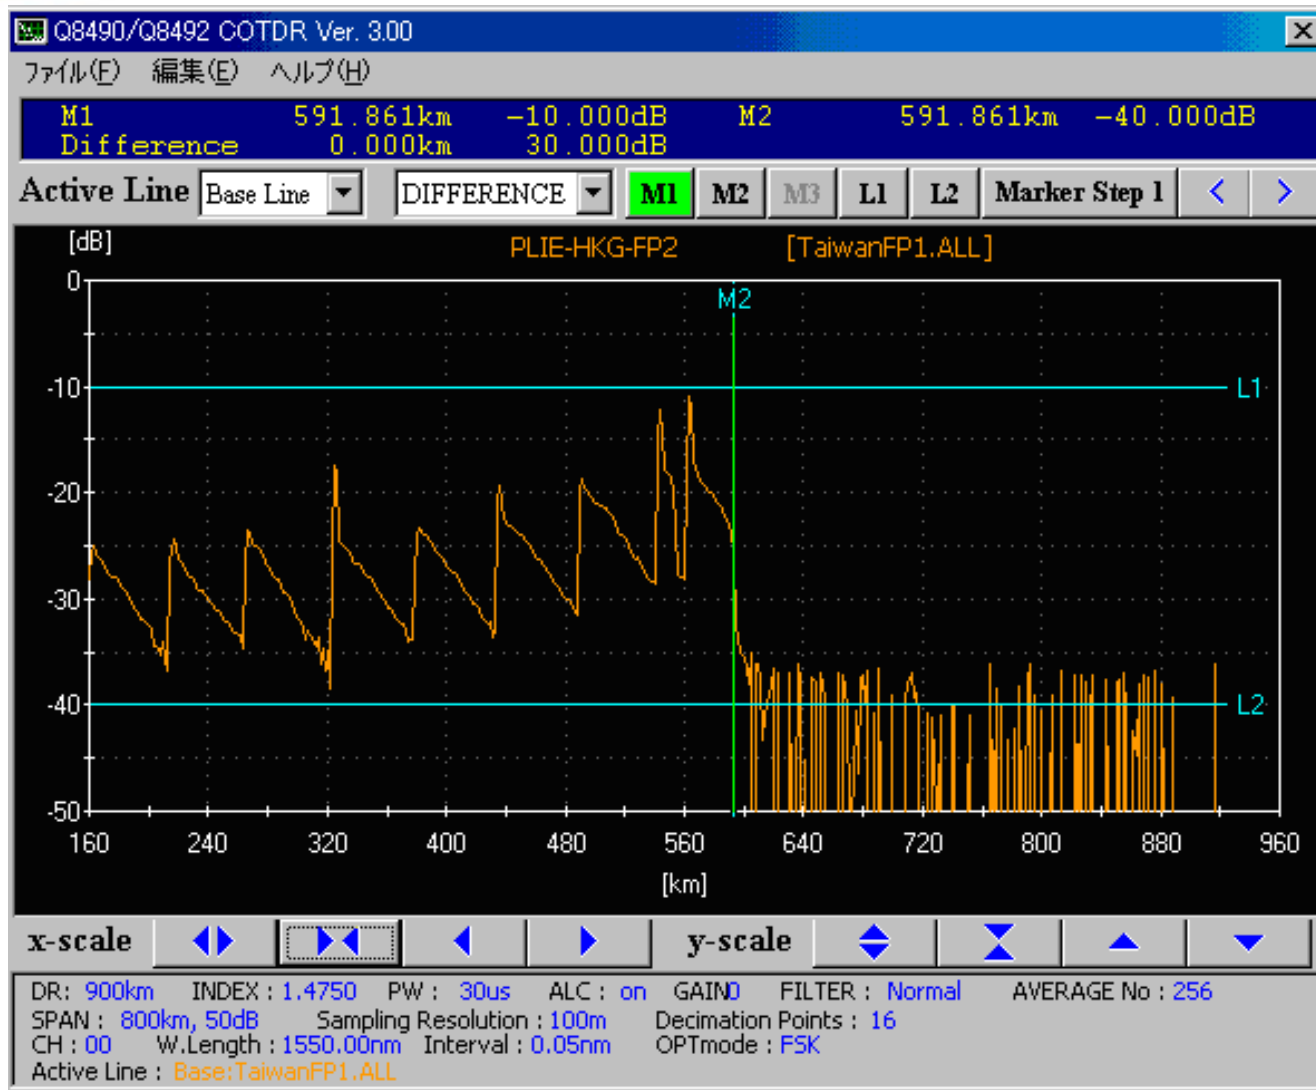 Q8490/Q8492 COTDR Ver. 3.00
ファイル(F) 編集(E) ヘルプ(H)
M1 591.861km -10.000dB M2 591.861km -40.000dB
Difference 0.000km 30.000dB
Active Line Base Line DIFFERENCE M1 M2 M3 L1 L2 Marker Step 1 < >
[dB] PLIE-HKG-FP2 [TaiwanFP1.ALL]
0
M2
-10 L1
-20
-30
-40 L2
-50
160 240 320 400 480 560 640 720 800 880 960
[km]
x-scale y-scale
DR: 900km INDEX : 1.4750 PW : 30us ALC : on GAIN0 FILTER : Normal AVERAGE No : 256
SPAN : 800km, 50dB Sampling Resolution : 100m Decimation Points : 16
CH : 00 W.Length : 1550.00nm Interval : 0.05nm OPTmode : FSK
Active Line : Base:TaiwanFP1.ALL